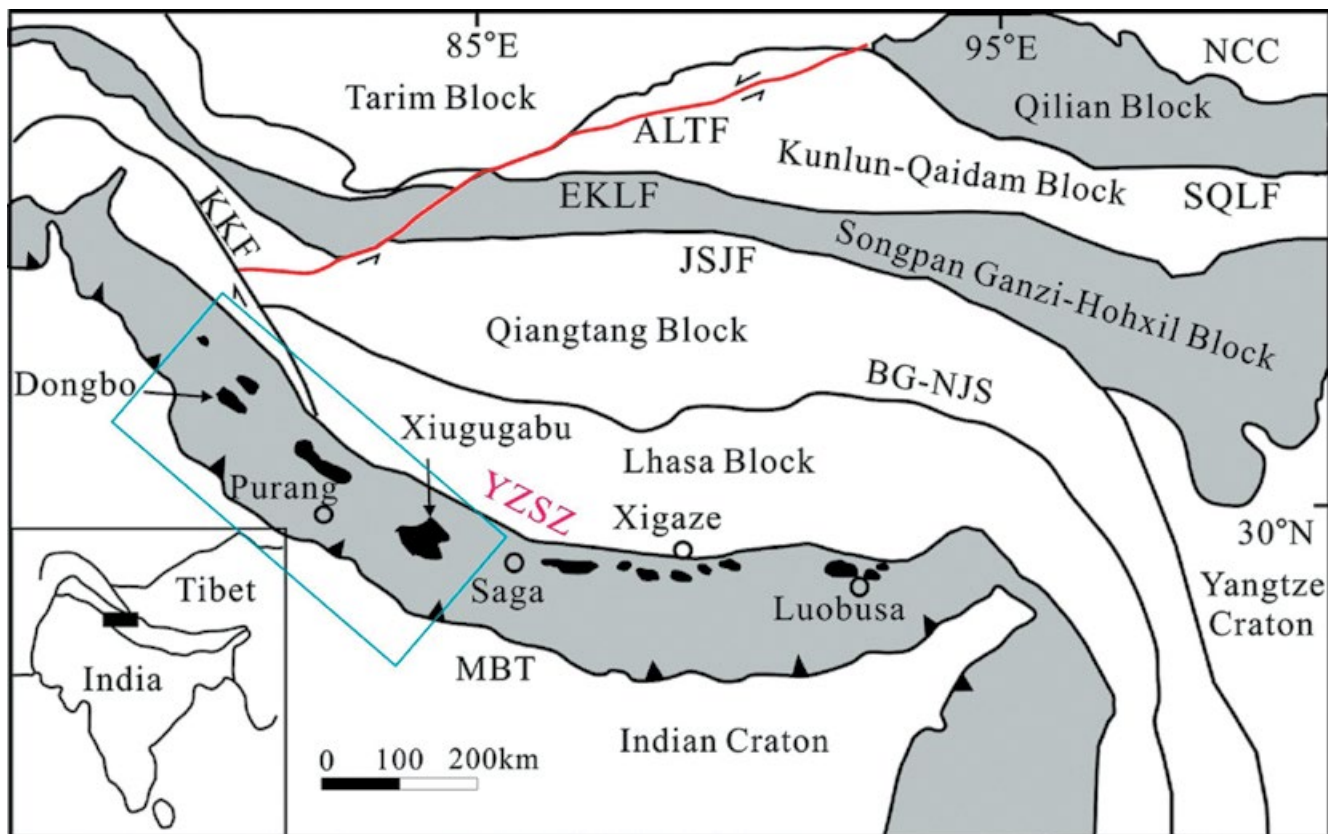 85°E
95°E
NCC
Tarim Block
Qilian Block
ALTF
Kunlun-Qaidam Block
KKF
EKLF
SQLF
JSJF
Songpan Ganzi-Hohxil Block
Qiangtang Block
Dongbo
BG-NJS
Xiugugabu
Lhasa Block
Purang
YZSZ
Xigaze
30°N
Tibet
Saga
Luobusa
Yangtze
Craton
India
MBT
Indian Craton
0 100 200km